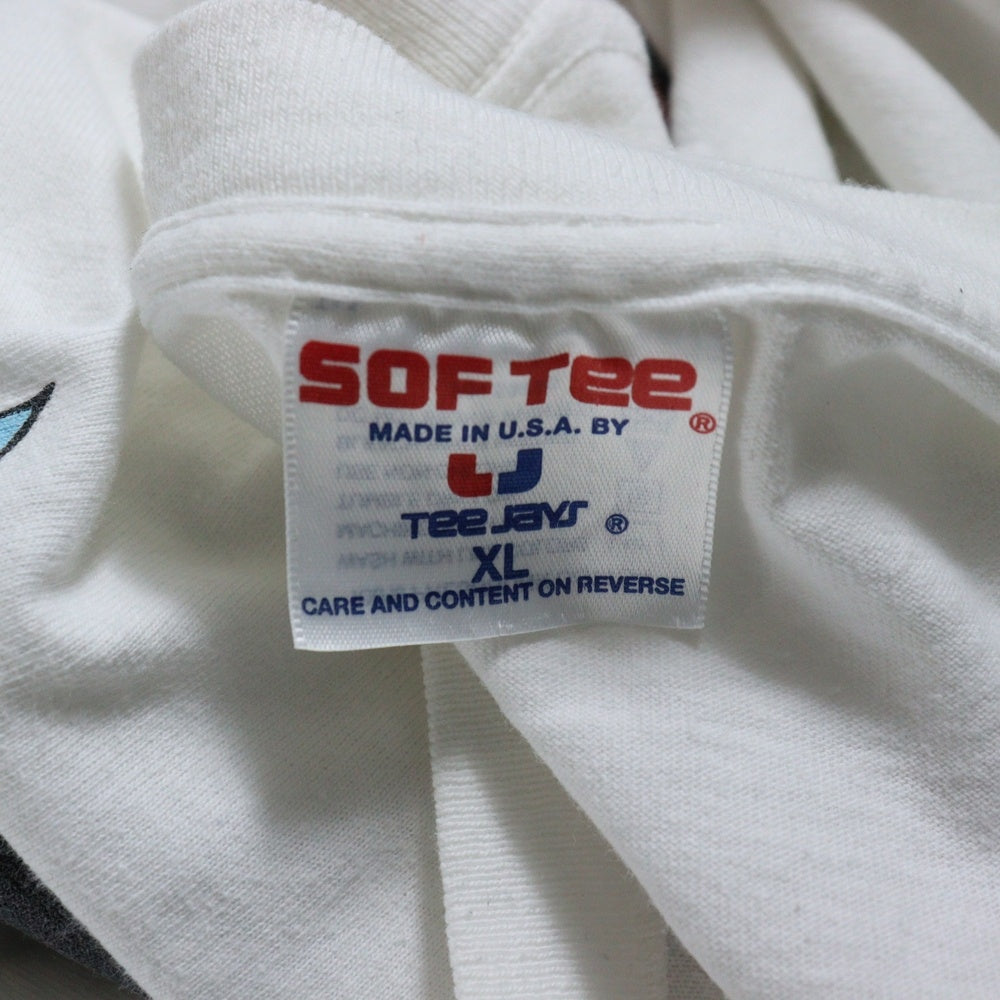 SOF TEE®
MADE IN U.S.A. BY
TEE JAYS ®
XL
CARE AND CONTENT ON REVERSE